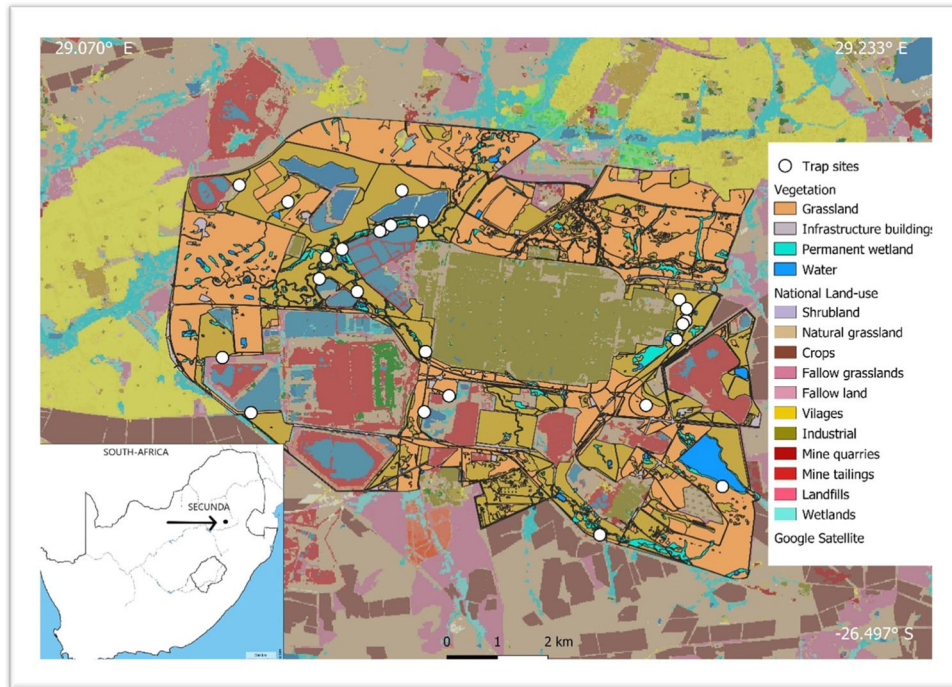 29.070° E
29.233° E
Trap sites
Vegetation
Grassland
Infrastructure buildings
Permanent wetland
Water
National Land-use
Shrubland
Natural grassland
Crops
Fallow grasslands
Fallow land
Vilages
Industrial
Mine quarries
Mine tailings
Landfills
Wetlands
Google Satellite
SOUTH-AFRICA
SECUNDA
-26.497° S
0 1 2 km